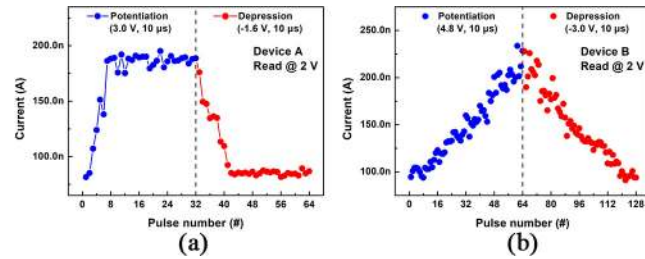 Potentiation
(3.0 V, 10 µs)
Depression
(-1.6 V, 10 µs)
Device A
Read @ 2 V
Current (A)
200.0n
150.0n
100.0n
0 8 16 24 32 40 48 56 64
Pulse number (#)
(a)
Potentiation
(4.8 V, 10 µs)
Depression
(-3.0 V, 10 µs)
Device B
Read @ 2 V
Current (A)
250.0n
200.0n
150.0n
100.0n
0 16 32 48 64 80 96 112 128
Pulse number (#)
(b)